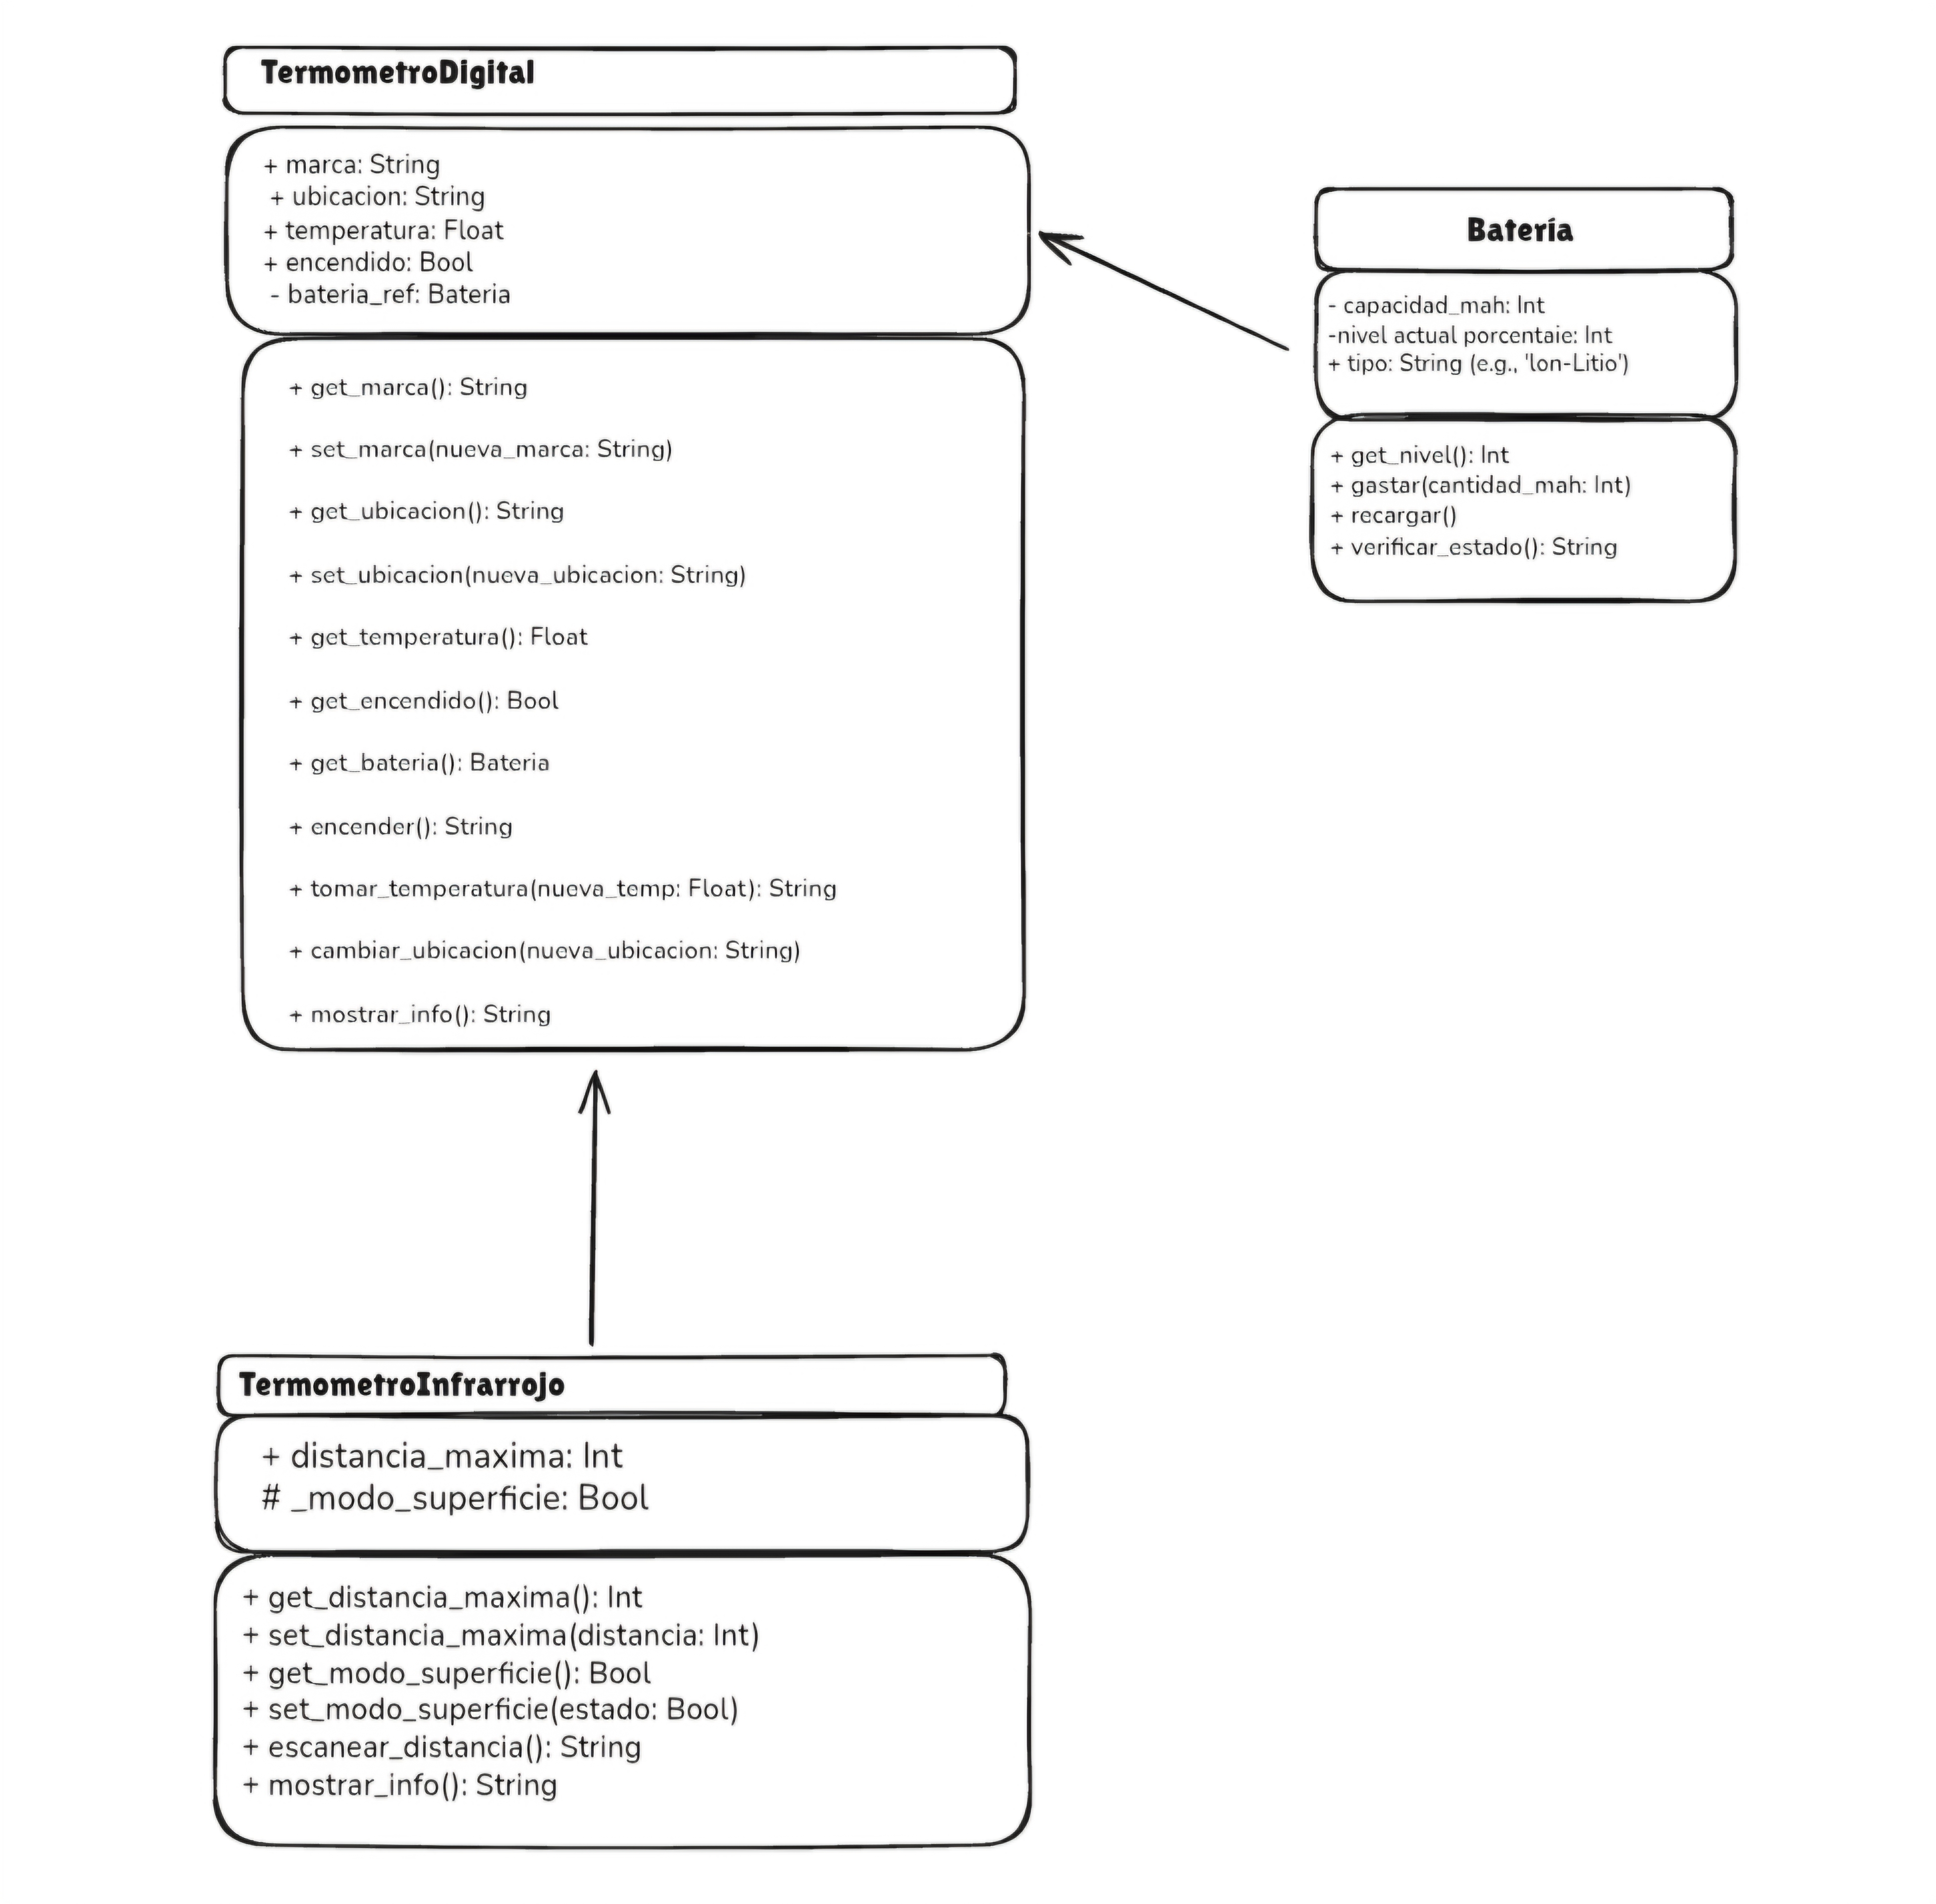 TermometroDigital
+ marca: String
+ ubicacion: String
+ temperatura: Float
+ encendido: Bool
- bateria_ref: Bateria
+ get_marca(): String
+ set_marca(nueva_marca: String)
+ get_ubicacion(): String
+ set_ubicacion(nueva_ubicacion: String)
+ get_temperatura(): Float
+ get_encendido(): Bool
+ get_bateria(): Bateria
+ encender(): String
+ tomar_temperatura(nueva_temp: Float): String
+ cambiar_ubicacion(nueva_ubicacion: String)
+ mostrar_info(): String
Batería
- capacidad_mah: Int
-nivel actual porcentaie: Int
+ tipo: String (e.g., 'lon-Litio')
+ get_nivel(): Int
+ gastar(cantidad_mah: Int)
+ recargar()
+ verificar_estado(): String
TermometroInfrarrojo
+ distancia_maxima: Int
# _modo_superficie: Bool
+ get_distancia_maxima(): Int
+ set_distancia_maxima(distancia: Int)
+ get_modo_superficie(): Bool
+ set_modo_superficie(estado: Bool)
+ escanear_distancia(): String
+ mostrar_info(): String